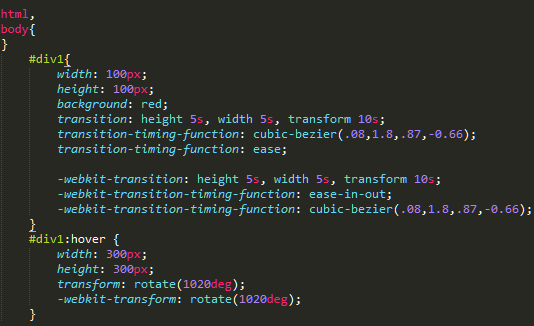 html,
body{
}
#div1{
width: 100px;
height: 100px;
background: red;
transition: height 5s, width 5s, transform 10s;
transition-timing-function: cubic-bezier(.08,1.8,.87,-0.66);
transition-timing-function: ease;
-webkit-transition: height 5s, width 5s, transform 10s;
-webkit-transition-timing-function: ease-in-out;
-webkit-transition-timing-function: cubic-bezier(.08,1.8,.87,-0.66);
}
#div1:hover {
width: 300px;
height: 300px;
transform: rotate(1020deg);
-webkit-transform: rotate(1020deg);
}